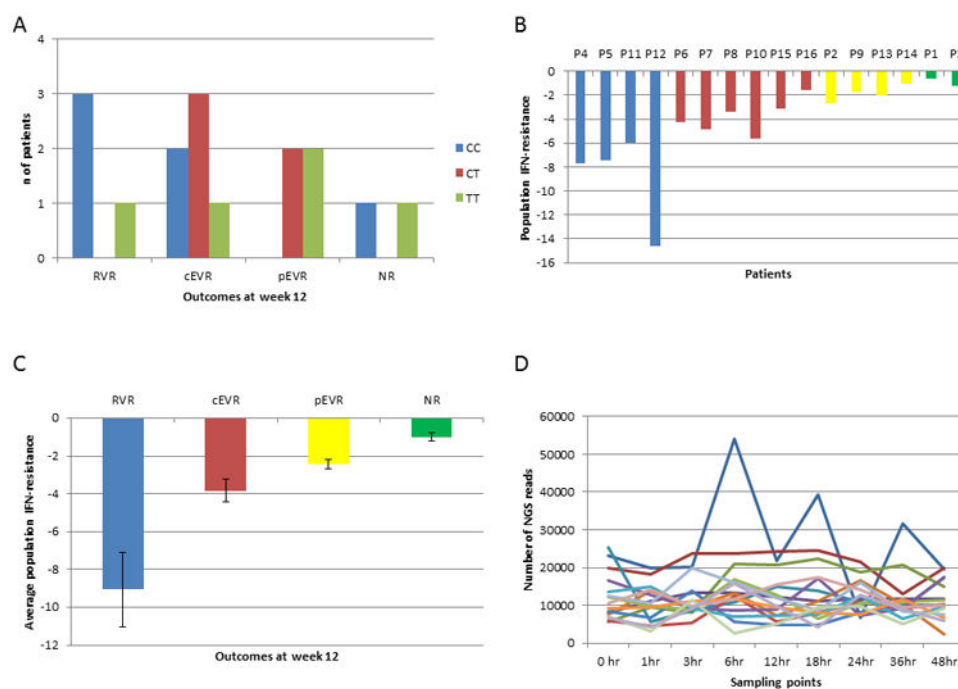 A
4
3
2
1
0
n of patients
RVR cEVR pEVR NR
Outcomes at week 12
CC
CT
TT
B
P4 P5 P11 P12 P6 P7 P8 P10 P15 P16 P2 P9 P13 P14 P1
0
-2
-4
-6
-8
-10
-12
-14
-16
Population IFN-resistance
Patients
C
RVR cEVR pEVR NR
0
-2
-4
-6
-8
-10
-12
Average population IFN-resistance
Outcomes at week 12
D
60000
50000
40000
30000
20000
10000
0
Number of NGS reads
0 hr 1hr 3hr 6hr 12hr 18hr 24hr 36hr 48hr
Sampling points